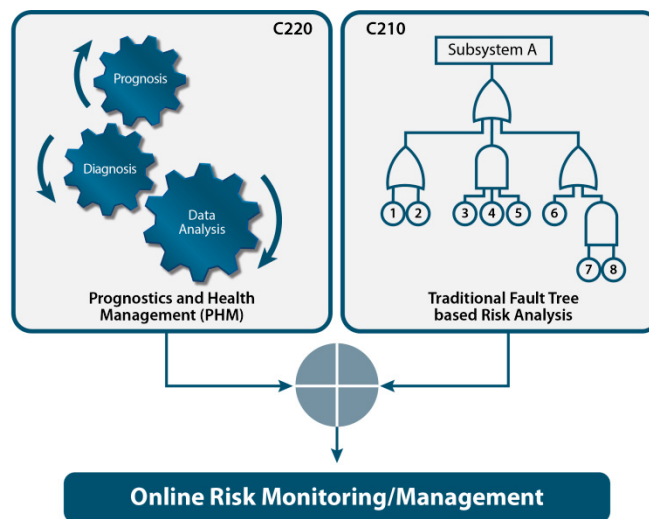 C220
Prognosis
Diagnosis
Data
Analysis
Prognostics and Health
Management (PHM)
C210
Subsystem A
1 2 3 4 5 6
7 8
Traditional Fault Tree
based Risk Analysis
Online Risk Monitoring/Management